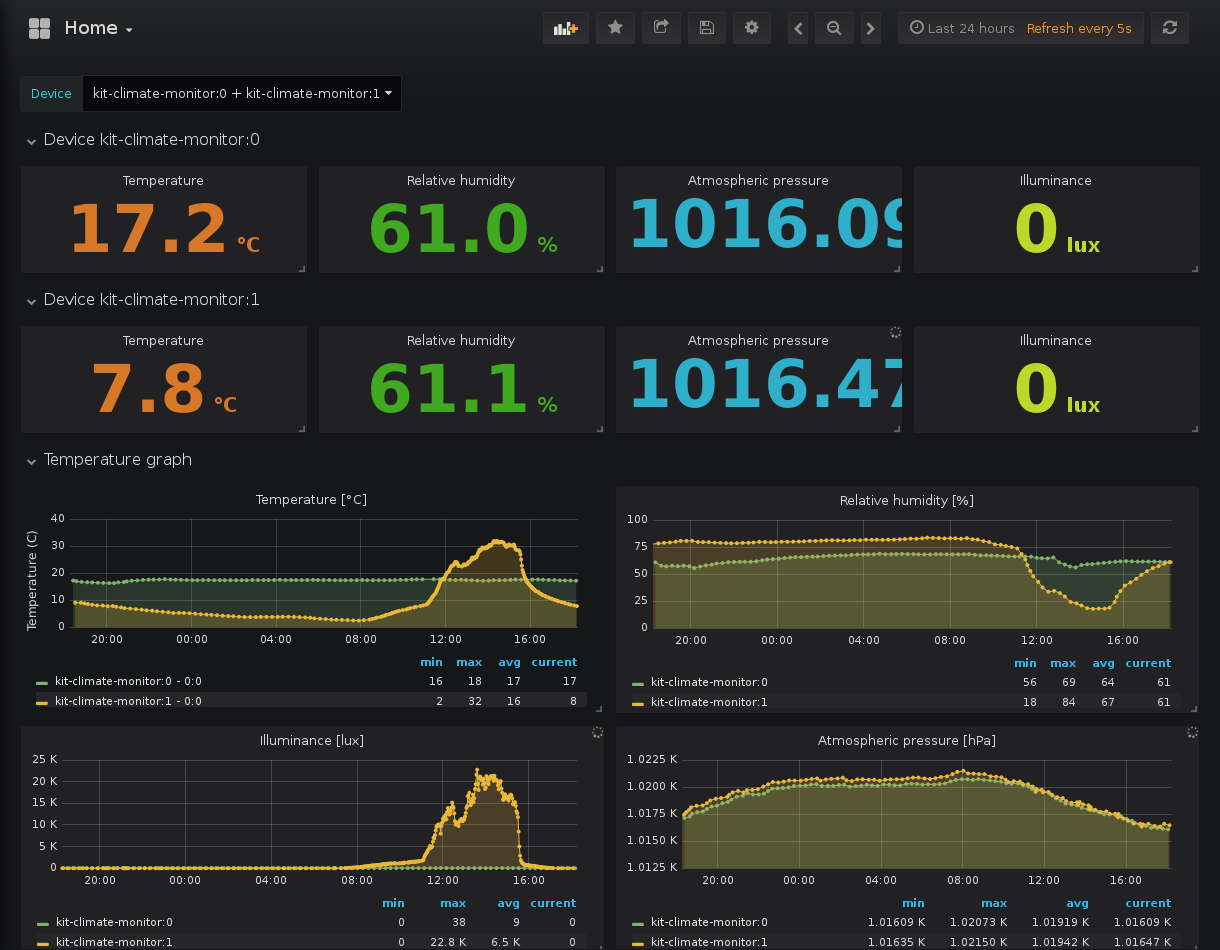 Home
Last 24 hours Refresh every 5s
Device kit-climate-monitor:0 + kit-climate-monitor:1
Device kit-climate-monitor:0
Temperature Relative humidity Atmospheric pressure Illuminance
17.2 °C 61.0 % 1016.09 0 lux
Device kit-climate-monitor:1
Temperature Relative humidity Atmospheric pressure Illuminance
7.8 °C 61.1 % 1016.47 0 lux
Temperature graph
Temperature [°C]
Temperature (C)
40
30
20
10
0
20:00 00:00 04:00 08:00 12:00 16:00
min max avg current
kit-climate-monitor:0 - 0:0 16 18 17 17
kit-climate-monitor:1 - 0:0 2 32 16 8
Relative humidity [%]
100
75
50
25
0
20:00 00:00 04:00 08:00 12:00 16:00
min max avg current
kit-climate-monitor:0 56 69 64 61
kit-climate-monitor:1 18 84 67 61
Illuminance [lux]
25 K
20 K
15 K
10 K
5 K
0
20:00 00:00 04:00 08:00 12:00 16:00
min max avg current
kit-climate-monitor:0 0 38 9 0
kit-climate-monitor:1 0 22.8 K 6.5 K 0
Atmospheric pressure [hPa]
1.0225 K
1.0200 K
1.0175 K
1.0150 K
1.0125 K
20:00 00:00 04:00 08:00 12:00 16:00
min max avg current
kit-climate-monitor:0 1.01609 K 1.02073 K 1.01919 K 1.01609 K
kit-climate-monitor:1 1.01635 K 1.02150 K 1.01942 K 1.01647 K